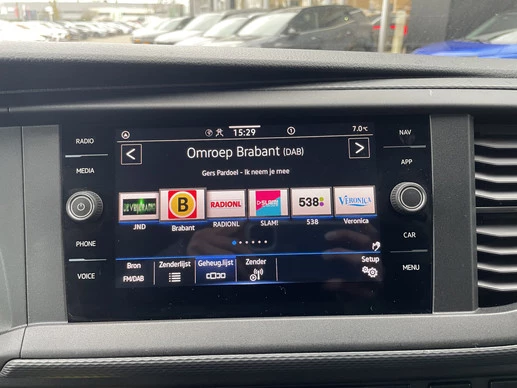 RADIO
MEDIA
PHONE
VOICE
15:29
1
7.0°C
<
Omroep Brabant (DAB)
>
Gers Pardoel - Ik neem je mee
B
RADIONL
SLAM!
538
VERONICA
JND
Brabant
RADIONL
SLAM!
538
Veronica
Bron
FM/DAB
Zenderlijst
Geheug.lijst
Zender
Setup
NAV
APP
CAR
MENU